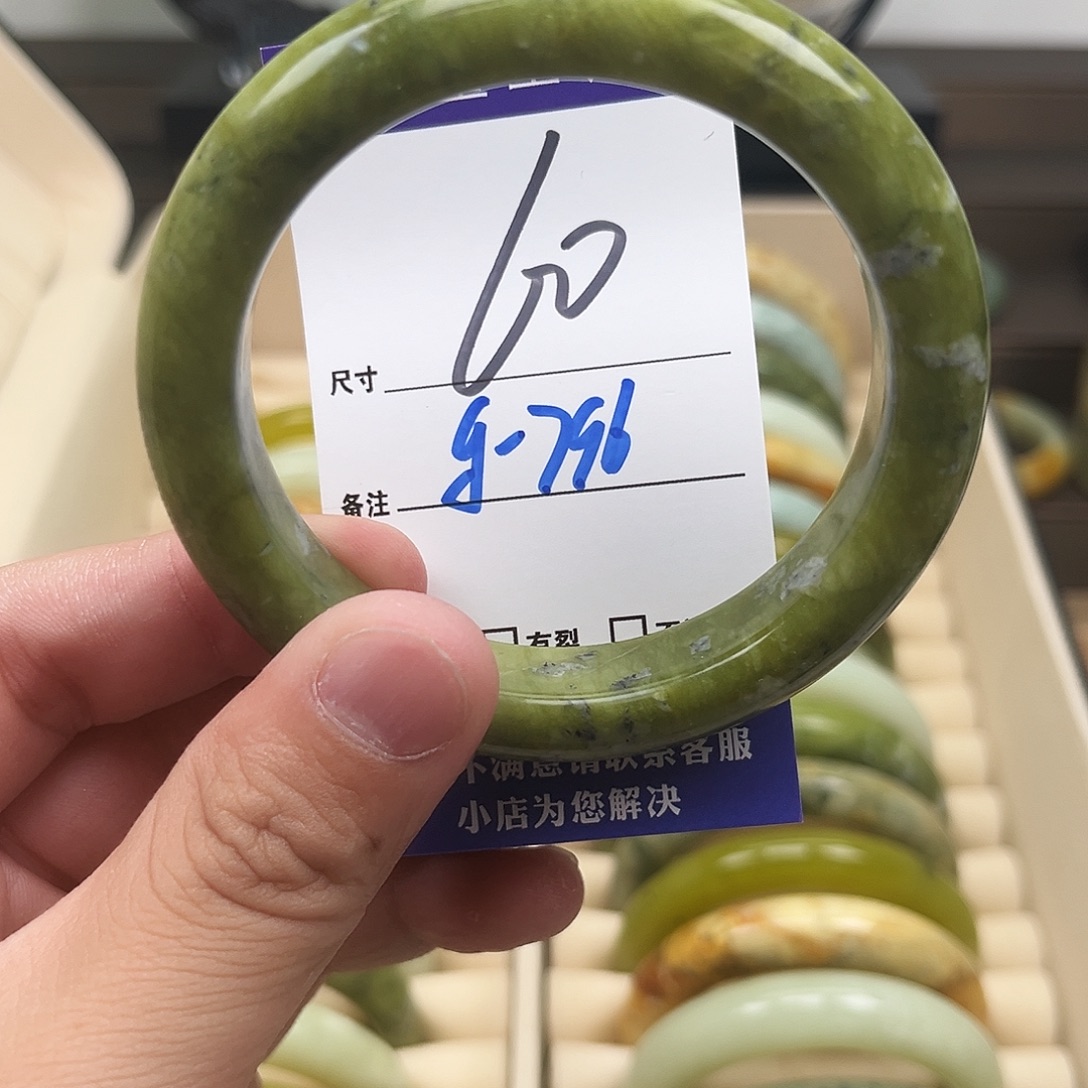 60
尺寸
g-796
备注
有裂
不满意请联系客服
小店为您解决